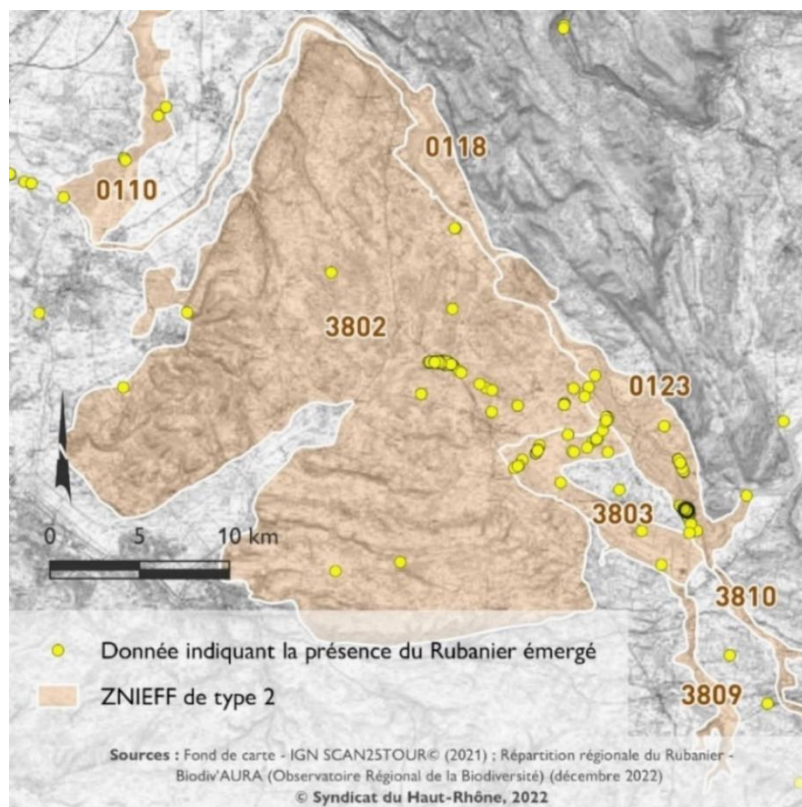 0118
0110
3802
0123
3803
0 5 10 km
3810
3809
Donnée indiquant la présence du Rubanier émergé
ZNIEFF de type 2
Sources : Fond de carte - IGN SCAN25TOUR© (2021) ; Répartition régionale du Rubanier -
Biodiv'AURA (Observatoire Régional de la Biodiversité) (décembre 2022)
© Syndicat du Haut-Rhône, 2022